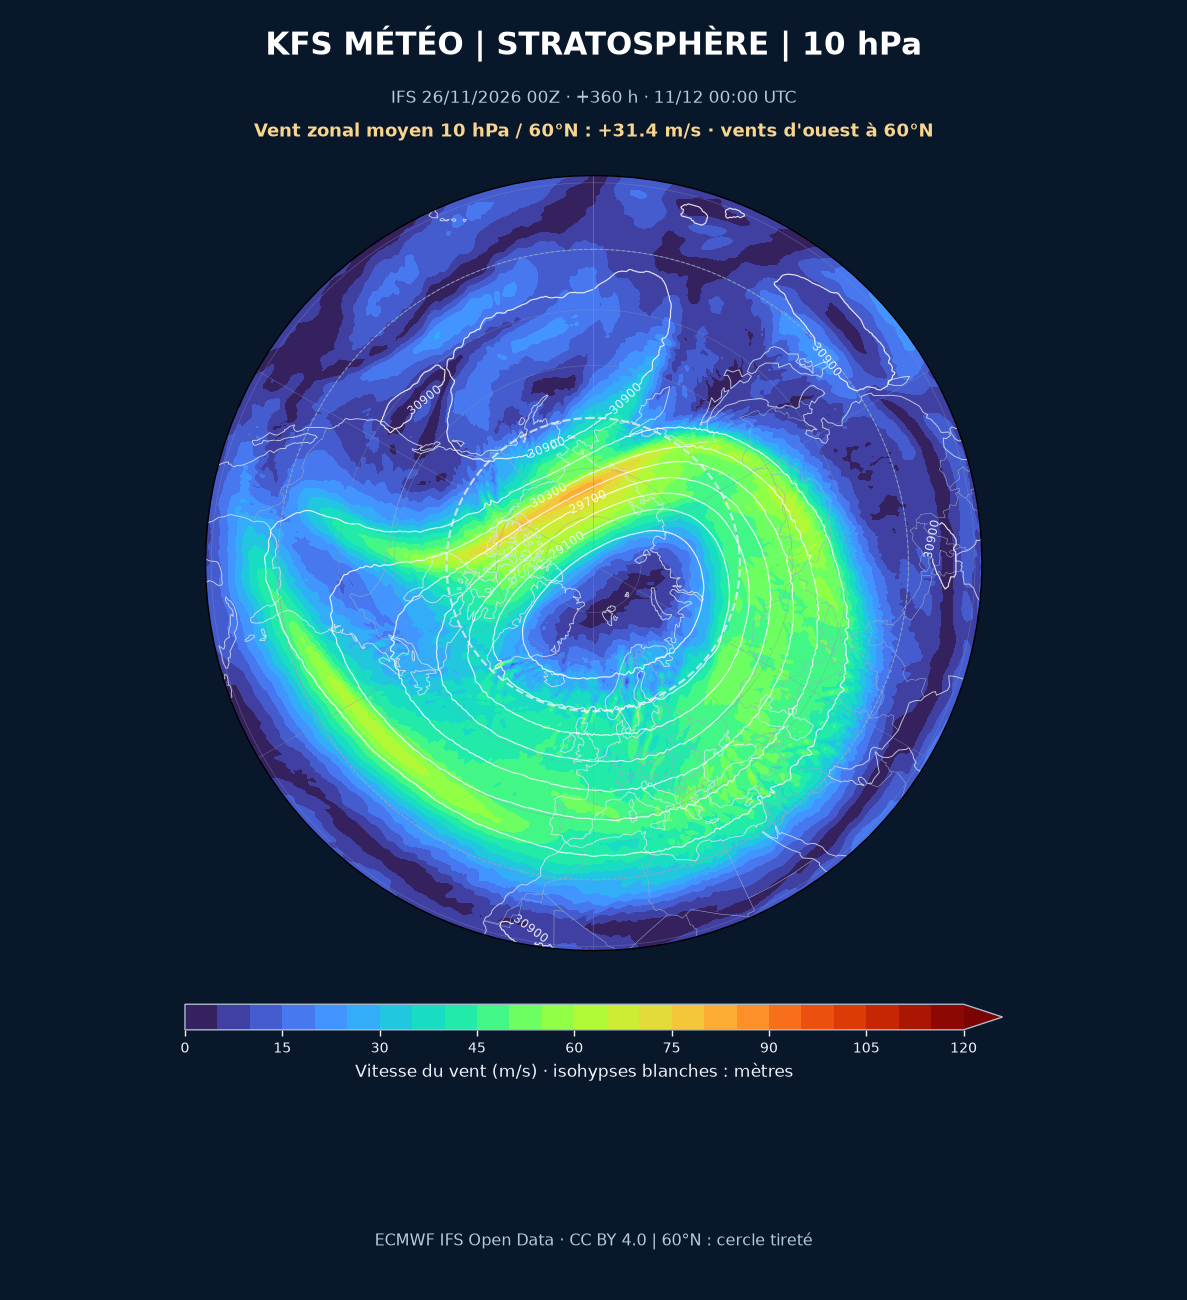 KFS MÉTÉO | STRATOSPHÈRE | 10 hPa
IFS 26/11/2026 00Z · +360 h · 11/12 00:00 UTC
Vent zonal moyen 10 hPa / 60°N : +31.4 m/s · vents d'ouest à 60°N
30900
30900
30900
30900
30300
29700
29100
30900
30900
0 15 30 45 60 75 90 105 120
Vitesse du vent (m/s) · isohypses blanches : mètres
ECMWF IFS Open Data · CC BY 4.0 | 60°N : cercle tireté